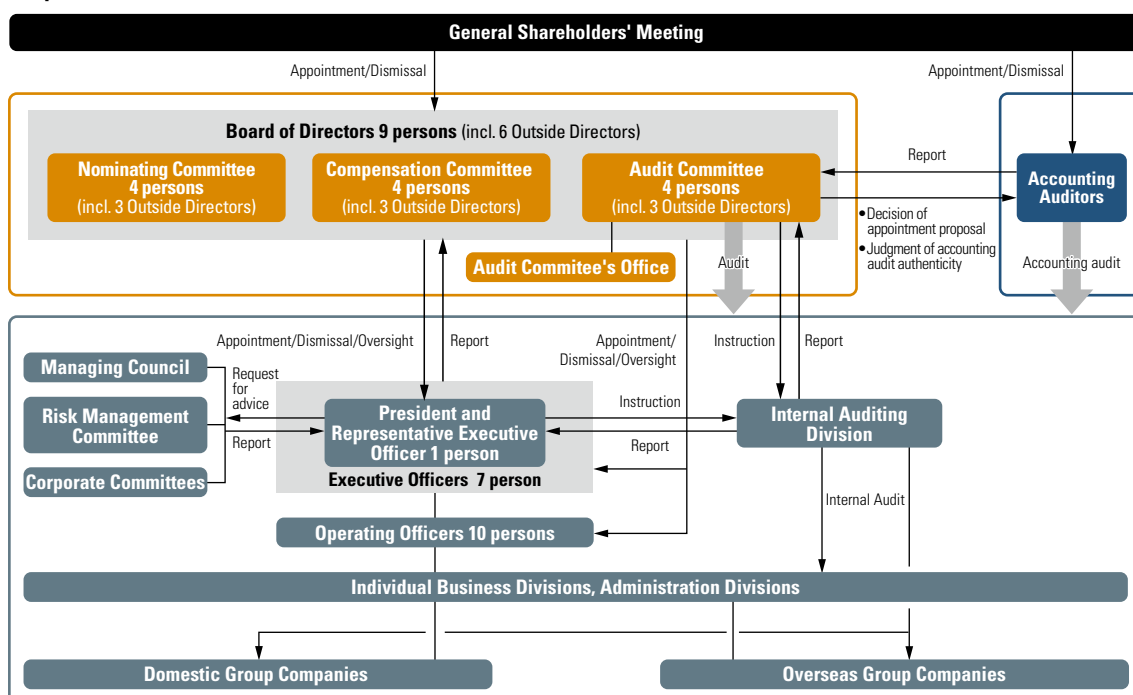 General Shareholders' Meeting
Appointment/Dismissal
Appointment/Dismissal
Board of Directors 9 persons (incl. 6 Outside Directors)
Nominating Committee
4 persons
(incl. 3 Outside Directors)
Compensation Committee
4 persons
(incl. 3 Outside Directors)
Audit Committee
4 persons
(incl. 3 Outside Directors)
Report
Accounting
Auditors
•Decision of
appointment proposal
•Judgment of accounting
audit authenticity
Audit Commitee's Office
Audit
Accounting audit
Appointment/Dismissal/Oversight
Report
Appointment/
Dismissal/Oversight
Instruction
Report
Managing Council
Risk Management
Committee
Corporate Committees
Request
for
advice
Report
President and
Representative Executive
Officer 1 person
Executive Officers 7 person
Instruction
Report
Internal Auditing
Division
Internal Audit
Operating Officers 10 persons
Individual Business Divisions, Administration Divisions
Domestic Group Companies
Overseas Group Companies